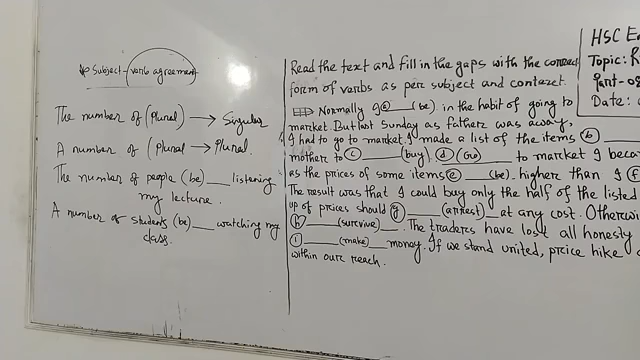 Subject-verb agreement
The number of (Plural) → Singular
A number of (Plural → Plural
The number of people (be) __ listening
my lecture.
A number of students (be) __ watching my
class.
HSC E
Topic: R
Part-0
Date:
Read the text and fill in the gaps with the correct
form of verbs as per subject and context.
Normally I (a) ___ (be) in the habit of going to
market. But last Sunday as father was away.
I had to go to market. I made a list of the items (b) ___
mother to (c) ___ (buy). (d) (Go) ___ to market I beca
as the prices of some items (e) ___ (be) higher than I (f)
The result was that I could buy only the half of the listed
up of prices should (g) ___ (arrest) ___ at any cost. Otherwi
(h) ___ (survive) ___. The traders have lost all honesty
(i) ___ (make) ___ money. If we stand united, price hike
within our reach.